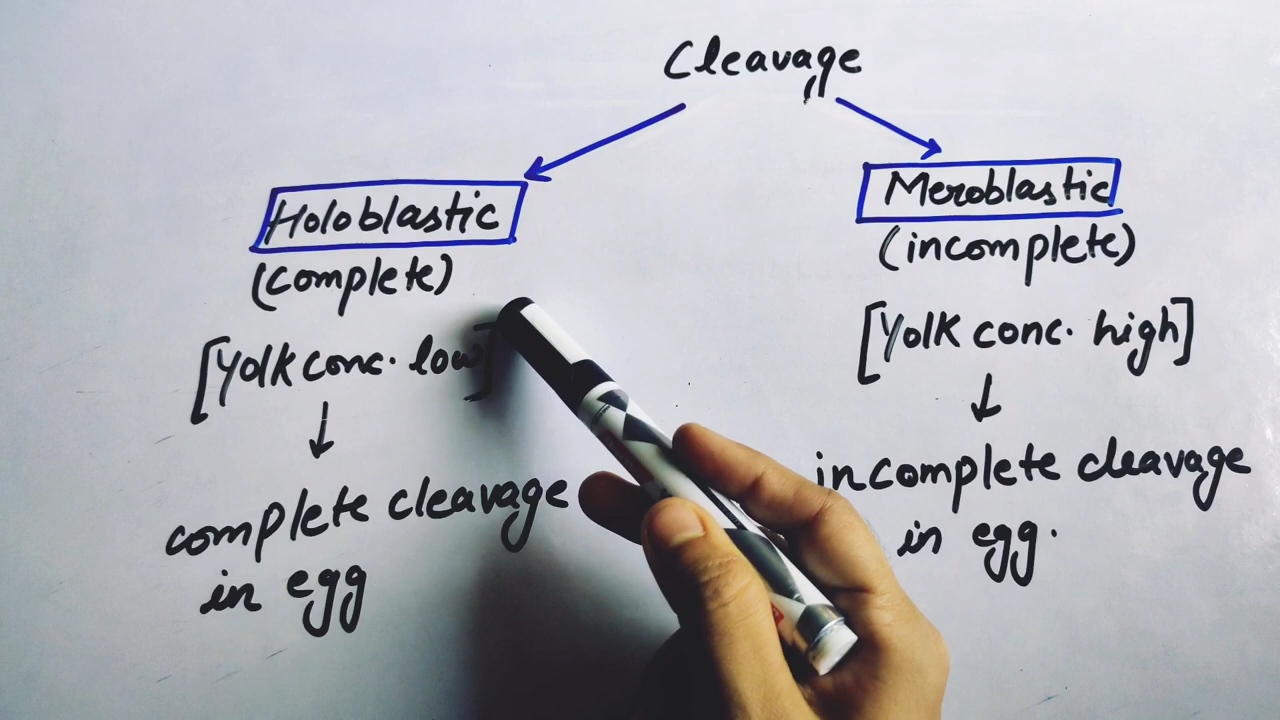 Cleavage
Holoblastic
(complete)
[Yolk conc. low]
complete cleavage
in egg
Meroblastic
(incomplete)
[Yolk conc. high]
incomplete cleavage
in egg.